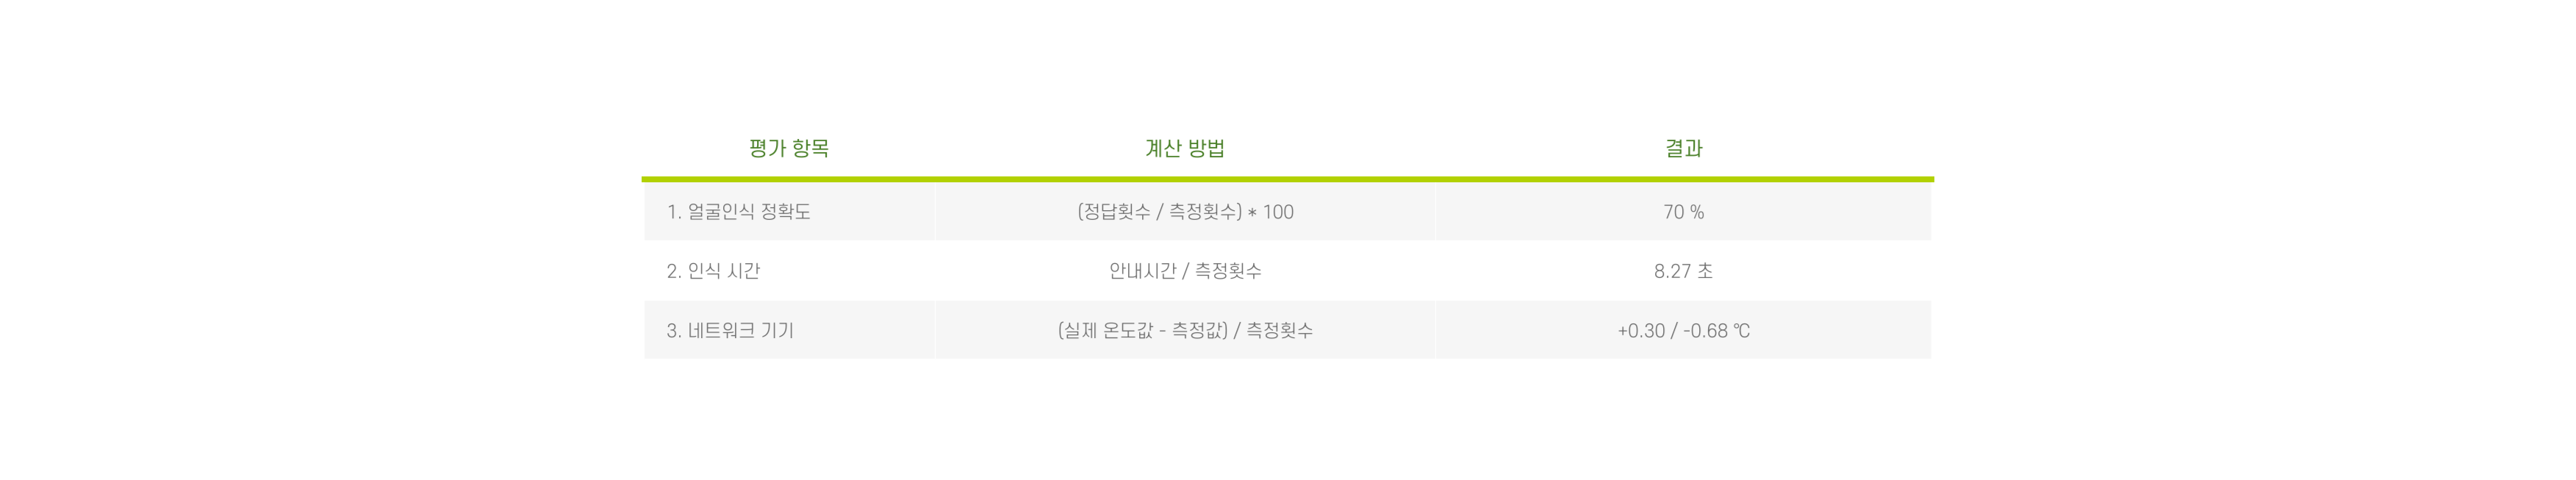 평가 항목 계산 방법 결과
1. 얼굴인식 정확도 (정답횟수 / 측정횟수) * 100 70 %
2. 인식 시간 안내시간 / 측정횟수 8.27 초
3. 네트워크 기기 (실제 온도값 - 측정값) / 측정횟수 +0.30 / -0.68 ℃